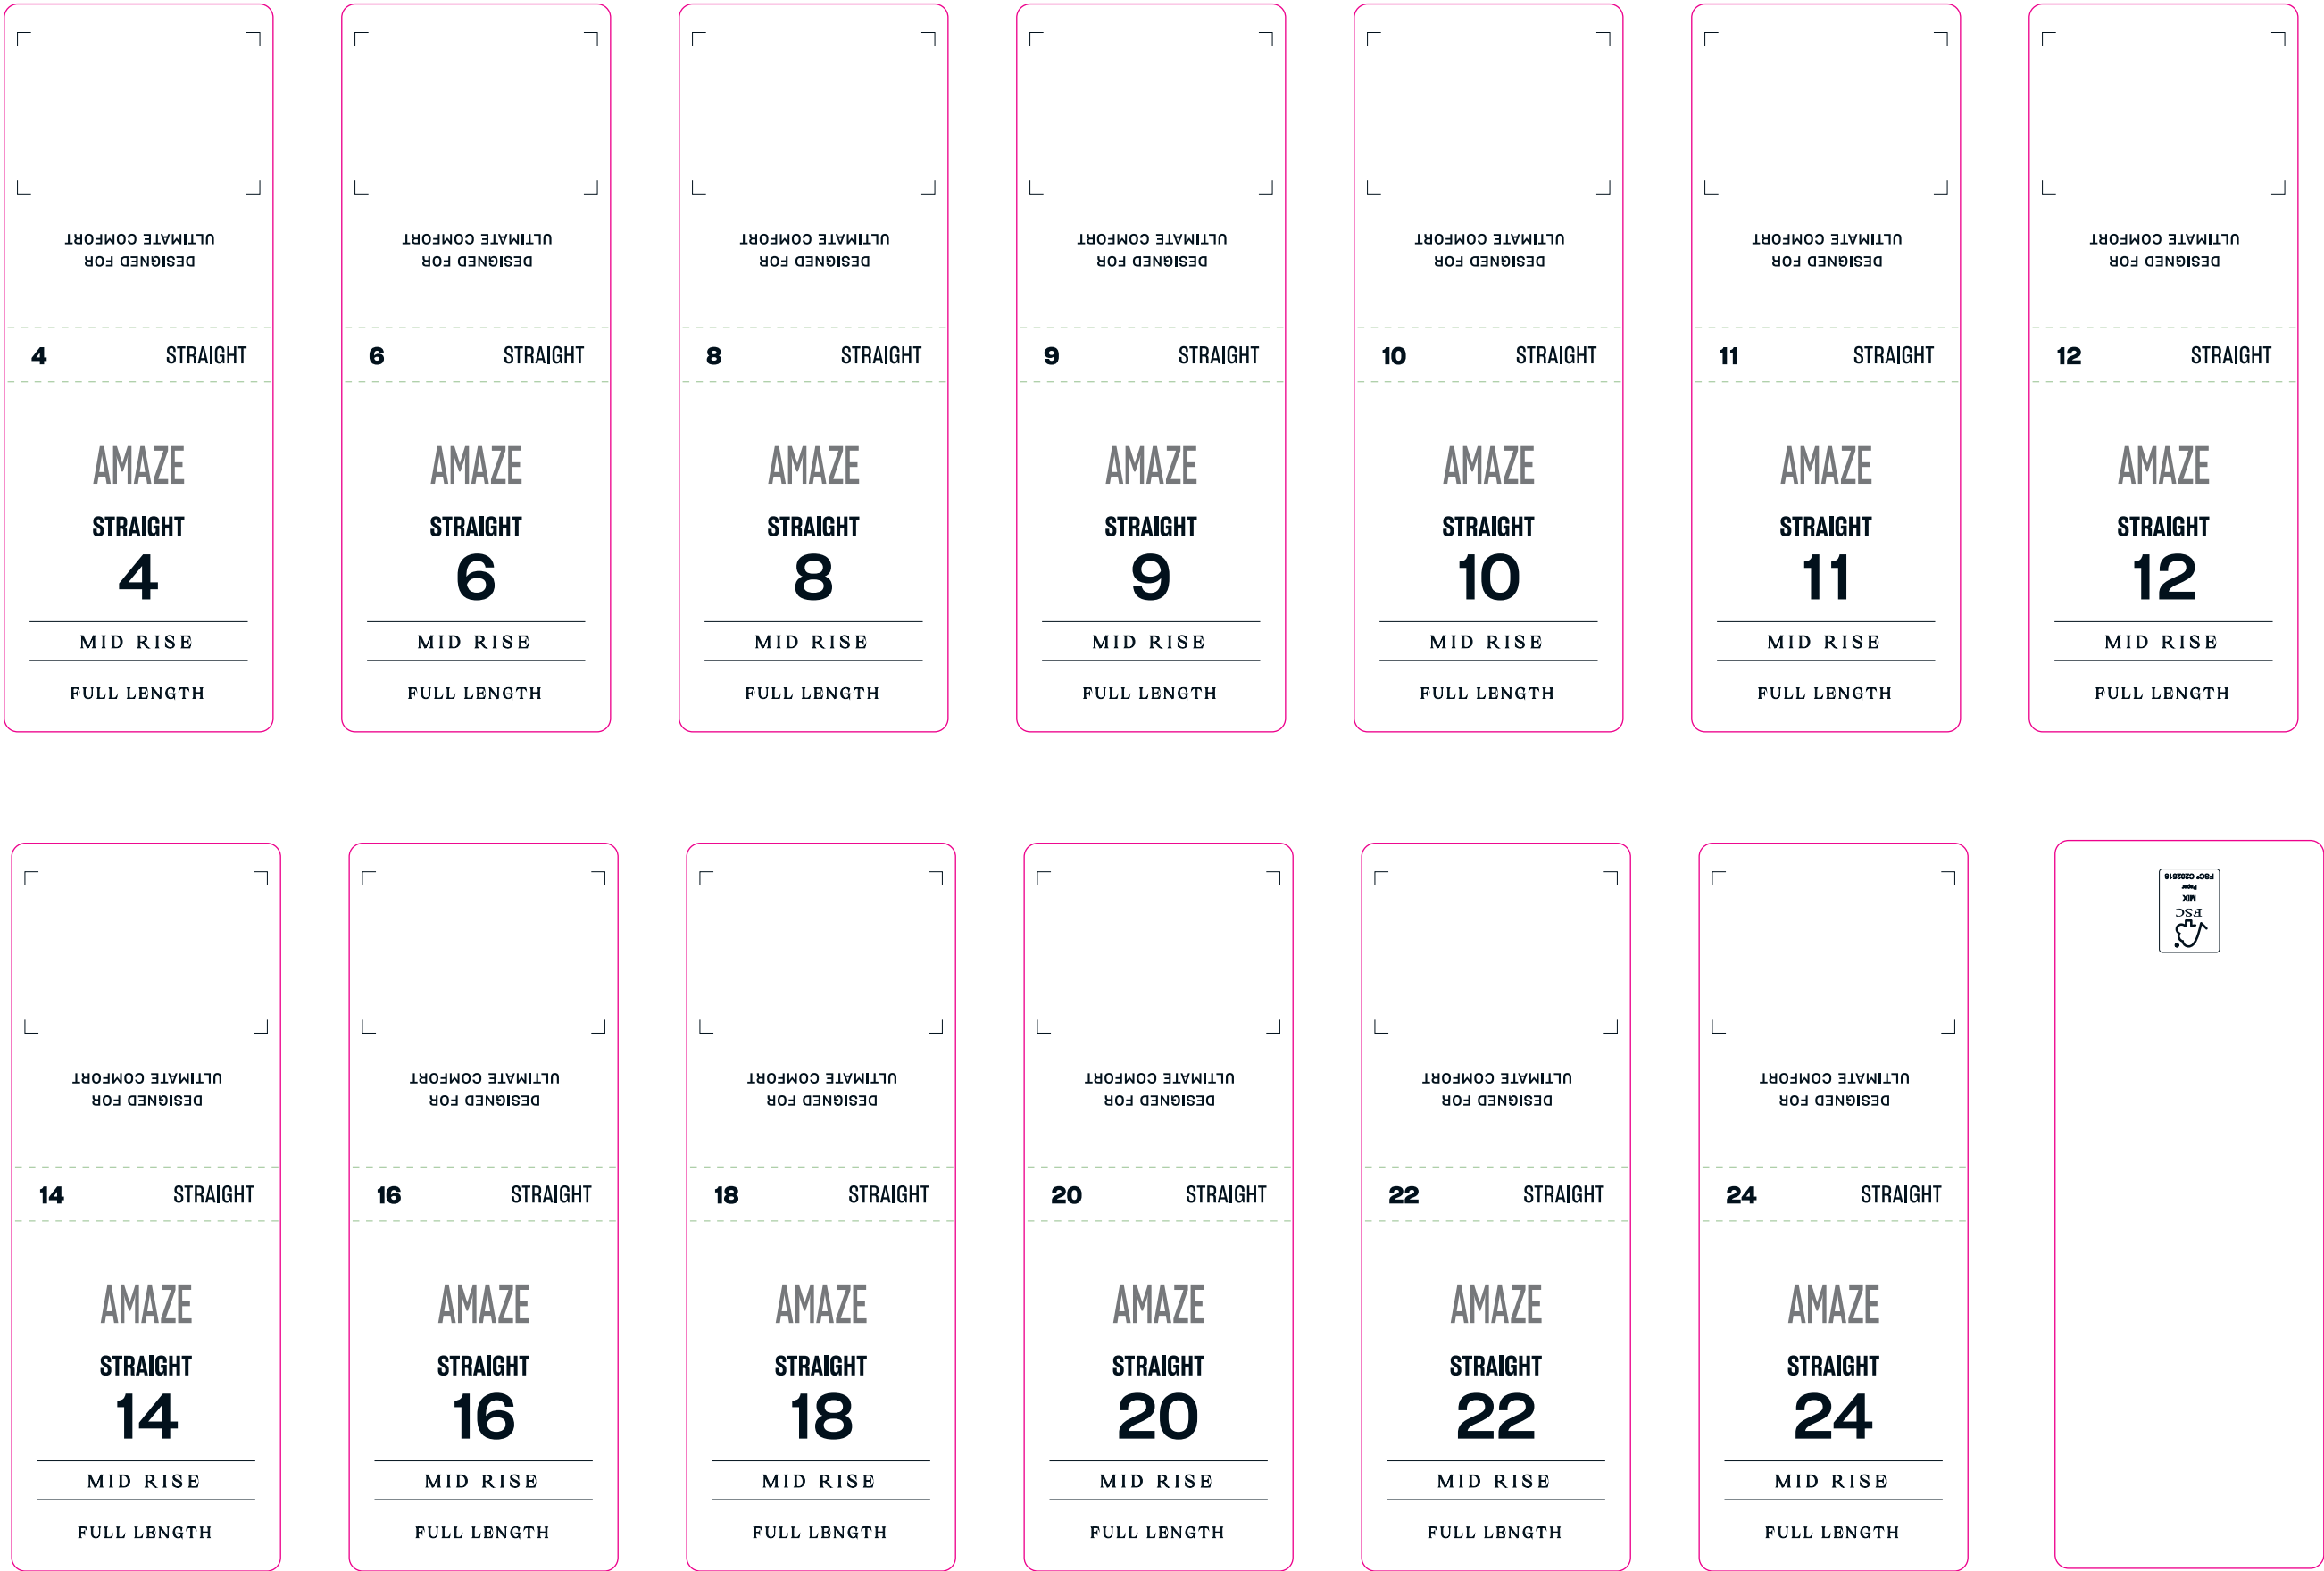 ULTIMATE COMFORT
DESIGNED FOR
4 STRAIGHT
AMAZE
STRAIGHT
4
MID RISE
FULL LENGTH
ULTIMATE COMFORT
DESIGNED FOR
6 STRAIGHT
AMAZE
STRAIGHT
6
MID RISE
FULL LENGTH
ULTIMATE COMFORT
DESIGNED FOR
8 STRAIGHT
AMAZE
STRAIGHT
8
MID RISE
FULL LENGTH
ULTIMATE COMFORT
DESIGNED FOR
9 STRAIGHT
AMAZE
STRAIGHT
9
MID RISE
FULL LENGTH
ULTIMATE COMFORT
DESIGNED FOR
10 STRAIGHT
AMAZE
STRAIGHT
10
MID RISE
FULL LENGTH
ULTIMATE COMFORT
DESIGNED FOR
11 STRAIGHT
AMAZE
STRAIGHT
11
MID RISE
FULL LENGTH
ULTIMATE COMFORT
DESIGNED FOR
12 STRAIGHT
AMAZE
STRAIGHT
12
MID RISE
FULL LENGTH
ULTIMATE COMFORT
DESIGNED FOR
14 STRAIGHT
AMAZE
STRAIGHT
14
MID RISE
FULL LENGTH
ULTIMATE COMFORT
DESIGNED FOR
16 STRAIGHT
AMAZE
STRAIGHT
16
MID RISE
FULL LENGTH
ULTIMATE COMFORT
DESIGNED FOR
18 STRAIGHT
AMAZE
STRAIGHT
18
MID RISE
FULL LENGTH
ULTIMATE COMFORT
DESIGNED FOR
20 STRAIGHT
AMAZE
STRAIGHT
20
MID RISE
FULL LENGTH
ULTIMATE COMFORT
DESIGNED FOR
22 STRAIGHT
AMAZE
STRAIGHT
22
MID RISE
FULL LENGTH
ULTIMATE COMFORT
DESIGNED FOR
24 STRAIGHT
AMAZE
STRAIGHT
24
MID RISE
FULL LENGTH
FSC
MIX
Paper
FSC®